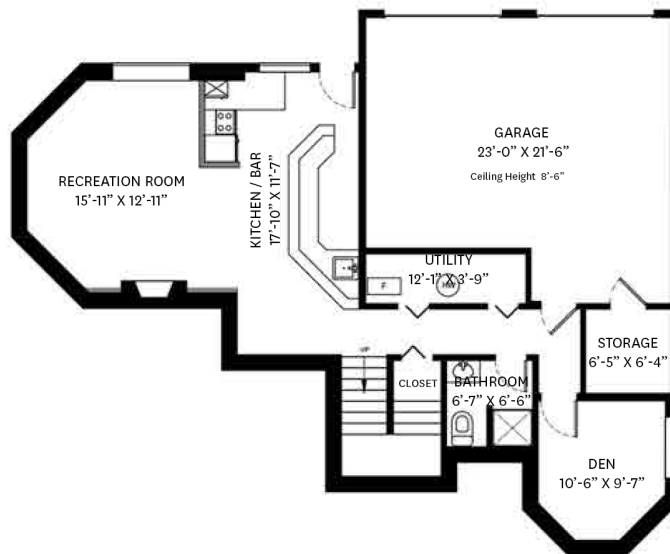 GARAGE
23'-0" X 21'-6"
Ceiling Height 8'-6"
RECREATION ROOM
15'-11" X 12'-11"
KITCHEN / BAR
17'-10" X 11'-7"
UTILITY
12'-1" X 3'-9"
F
HW
STORAGE
6'-5" X 6'-4"
UP
CLOSET
BATHROOM
6'-7" X 6'-6"
DEN
10'-6" X 9'-7"